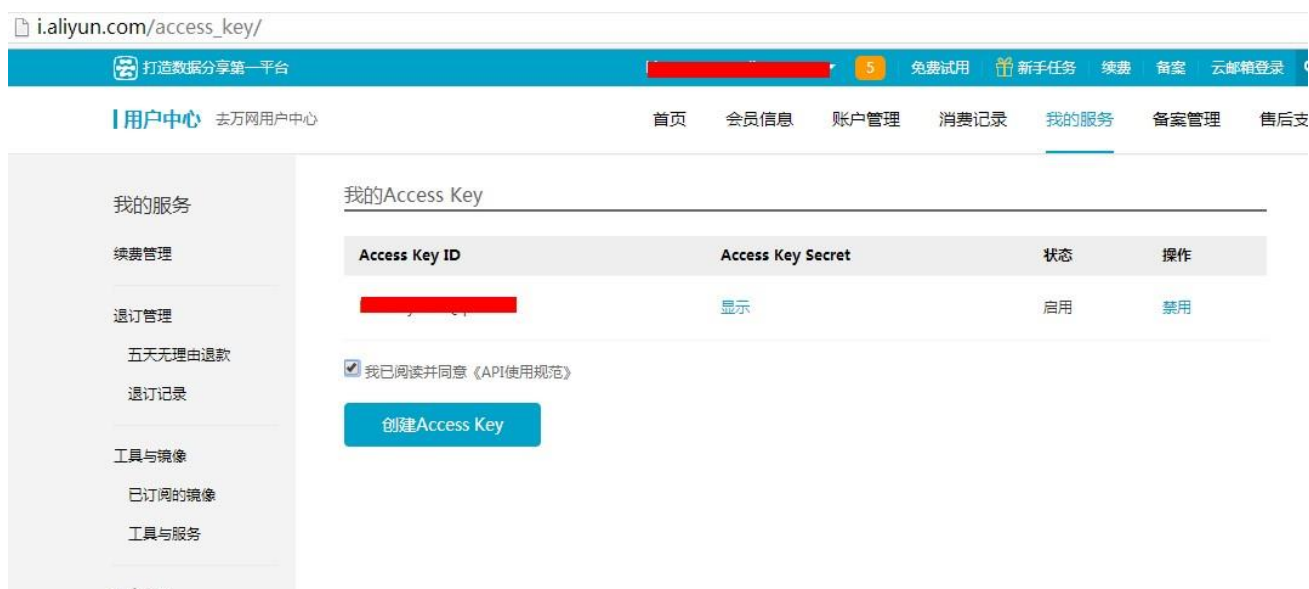 i.aliyun.com/access_key/
打造数据分享第一平台 5 免费试用 新手任务 续费 备案 云邮箱登录
用户中心 去万网用户中心 首页 会员信息 账户管理 消费记录 我的服务 备案管理 售后支
我的服务
我的Access Key
续费管理
Access Key ID Access Key Secret 状态 操作
显示 启用 禁用
退订管理
五天无理由退款
我已阅读并同意《API使用规范》
退订记录
创建Access Key
工具与镜像
已订阅的镜像
工具与服务